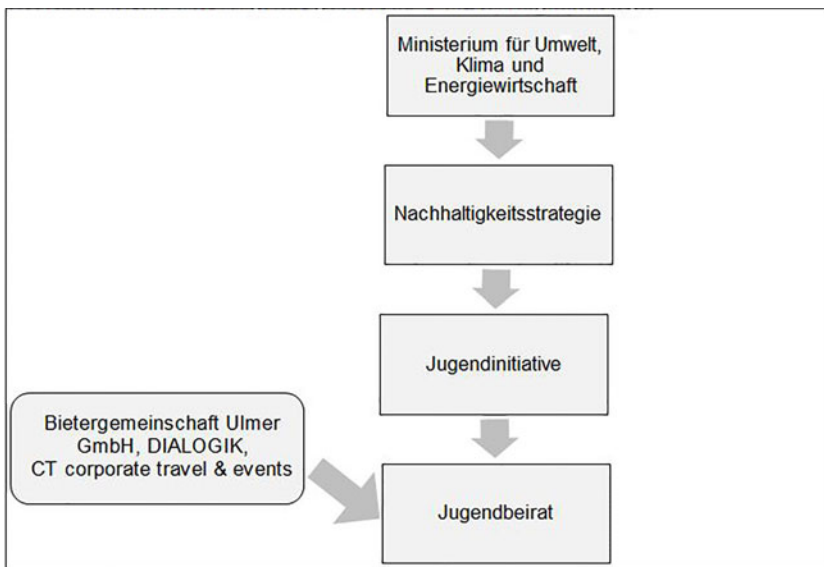 Ministerium für Umwelt,
Klima und
Energiewirtschaft
Nachhaltigkeitsstrategie
Jugendinitiative
Bietergemeinschaft Ulmer
GmbH, DIALOGIK,
CT corporate travel & events
Jugendbeirat